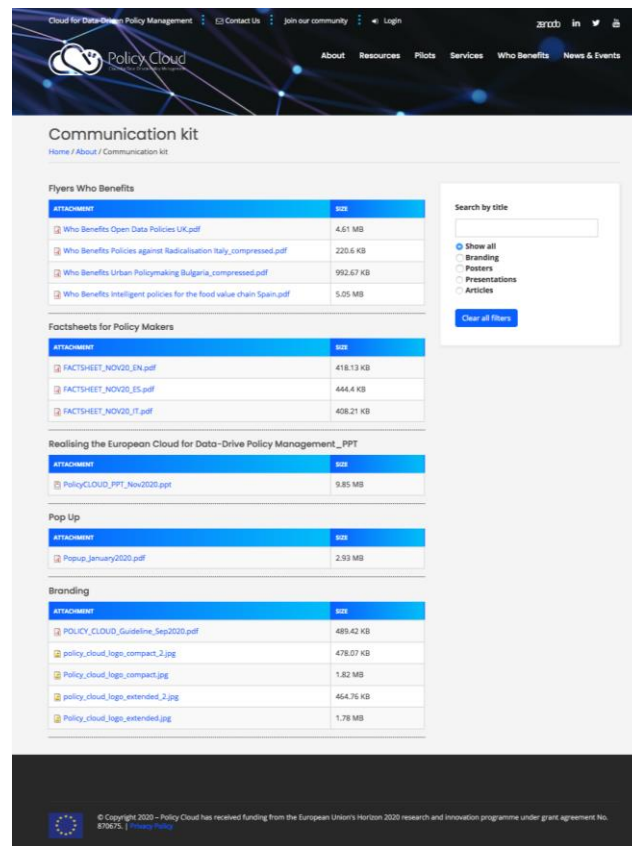 Cloud for Data-Driven Policy Management Contact Us Join our community Login zenodo in
Policy Cloud
About Resources Pilots Services Who Benefits News & Events
Communication kit
Home / About / Communication kit
Flyers Who Benefits
ATTACHMENT SIZE
Who Benefits Open Data Policies UK.pdf 4.61 MB
Who Benefits Policies against Radicalisation Italy_compressed.pdf 220.6 KB
Who Benefits Urban Policymaking Bulgaria_compressed.pdf 992.67 KB
Who Benefits Intelligent policies for the food value chain Spain.pdf 5.05 MB
Search by title
Show all
Branding
Posters
Presentations
Articles
Clear all filters
Factsheets for Policy Makers
ATTACHMENT SIZE
FACTSHEET_NOV20_EN.pdf 418.13 KB
FACTSHEET_NOV20_ES.pdf 444.4 KB
FACTSHEET_NOV20_IT.pdf 408.21 KB
Realising the European Cloud for Data-Drive Policy Management_PPT
ATTACHMENT SIZE
PolicyCLOUD_PPT_Nov2020.ppt 9.85 MB
Pop Up
ATTACHMENT SIZE
Popup_January2020.pdf 2.93 MB
Branding
ATTACHMENT SIZE
POLICY_CLOUD_Guideline_Sep2020.pdf 489.42 KB
policy_cloud_logo_compact_2.jpg 478.07 KB
Policy_cloud_logo_compact.jpg 1.82 MB
policy_cloud_logo_extended_2.jpg 464.76 KB
Policy_cloud_logo_extended.jpg 1.78 MB
© Copyright 2020 – Policy Cloud has received funding from the European Union's Horizon 2020 research and innovation programme under grant agreement No.
870675. | Privacy Policy